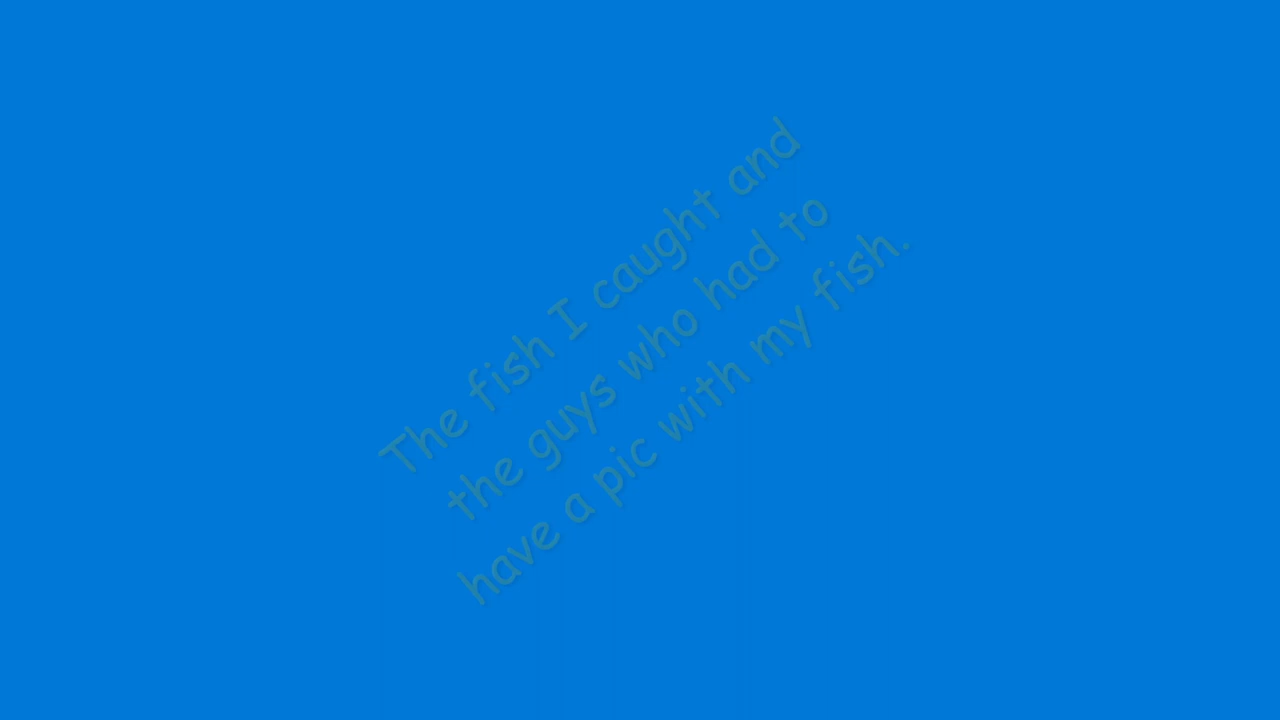 The fish I caught and
the guys who had to
have a pic with my fish.